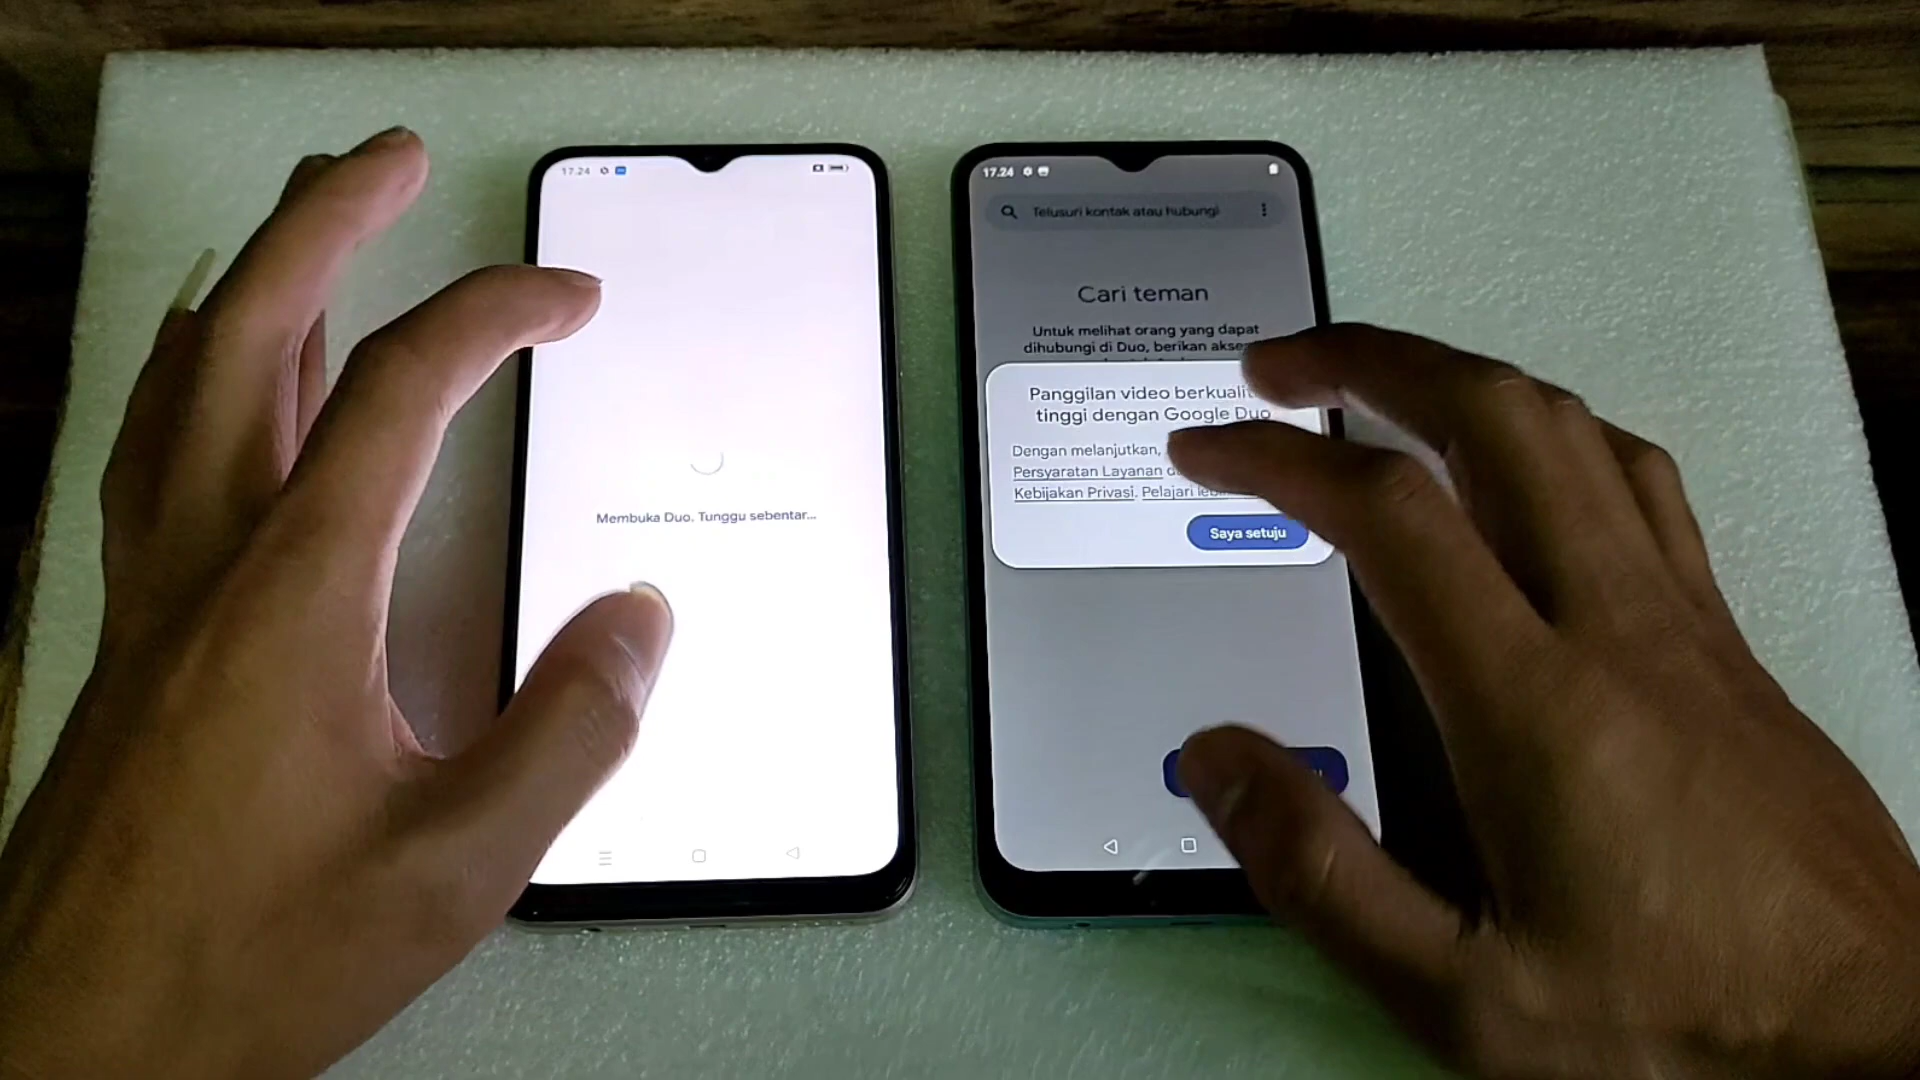 17.24
Membuka Duo. Tunggu sebentar...
17.24
Telusuri kontak atau hubungi
Cari teman
Untuk melihat orang yang dapat
dihubungi di Duo, berikan
Panggilan video
tinggi dengan Google Duo
Dengan melanjutkan,
Persyaratan Layanan
Kebijakan Privasi. Pelajari
Saya setuju